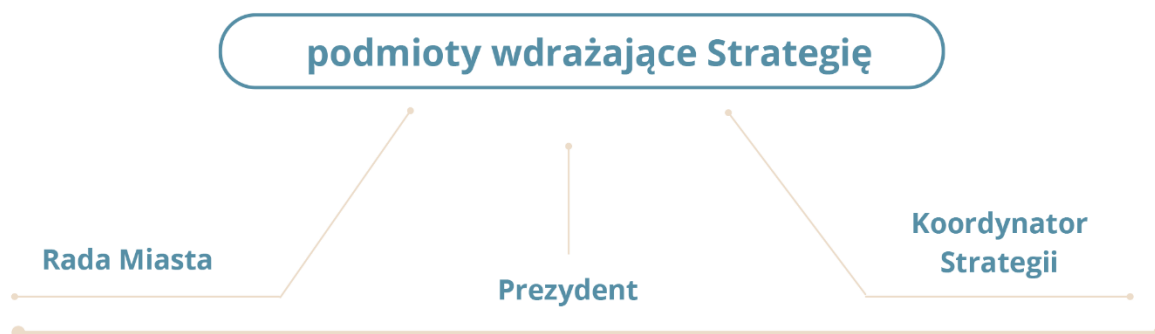 podmioty wdrażające Strategię
Rada Miasta
Prezydent
Koordynator
Strategii